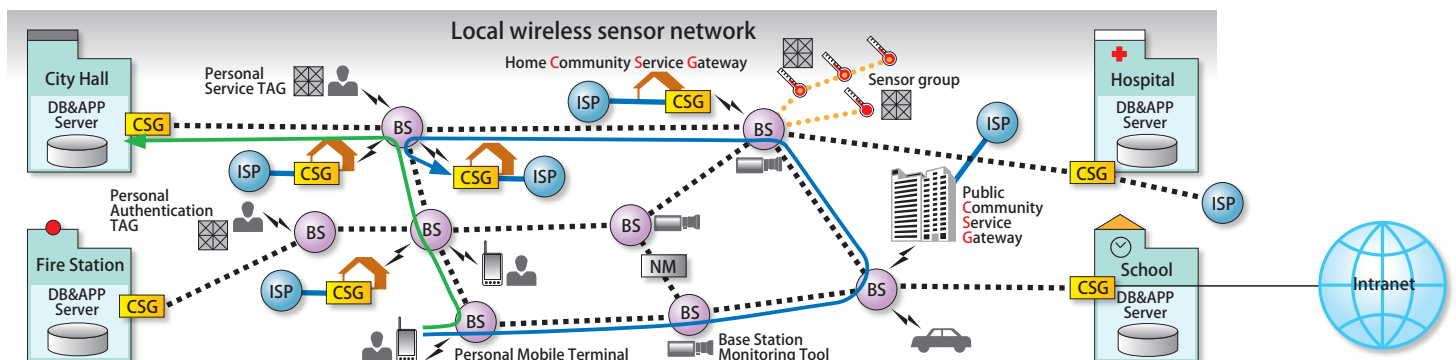 Local wireless sensor network
City Hall
DB&APP
Server
CSG
Personal
Service TAG
BS
ISP
CSG
CSG
ISP
Home Community Service Gateway
ISP
CSG
BS
Sensor group
ISP
Hospital
DB&APP
Server
CSG
ISP
Personal
Authentication
TAG
BS
BS
BS
NM
Public
Community
Service
Gateway
Fire Station
DB&APP
Server
CSG
ISP
CSG
BS
Personal Mobile Terminal
BS
Base Station
Monitoring Tool
BS
CSG
School
DB&APP
Server
Intranet